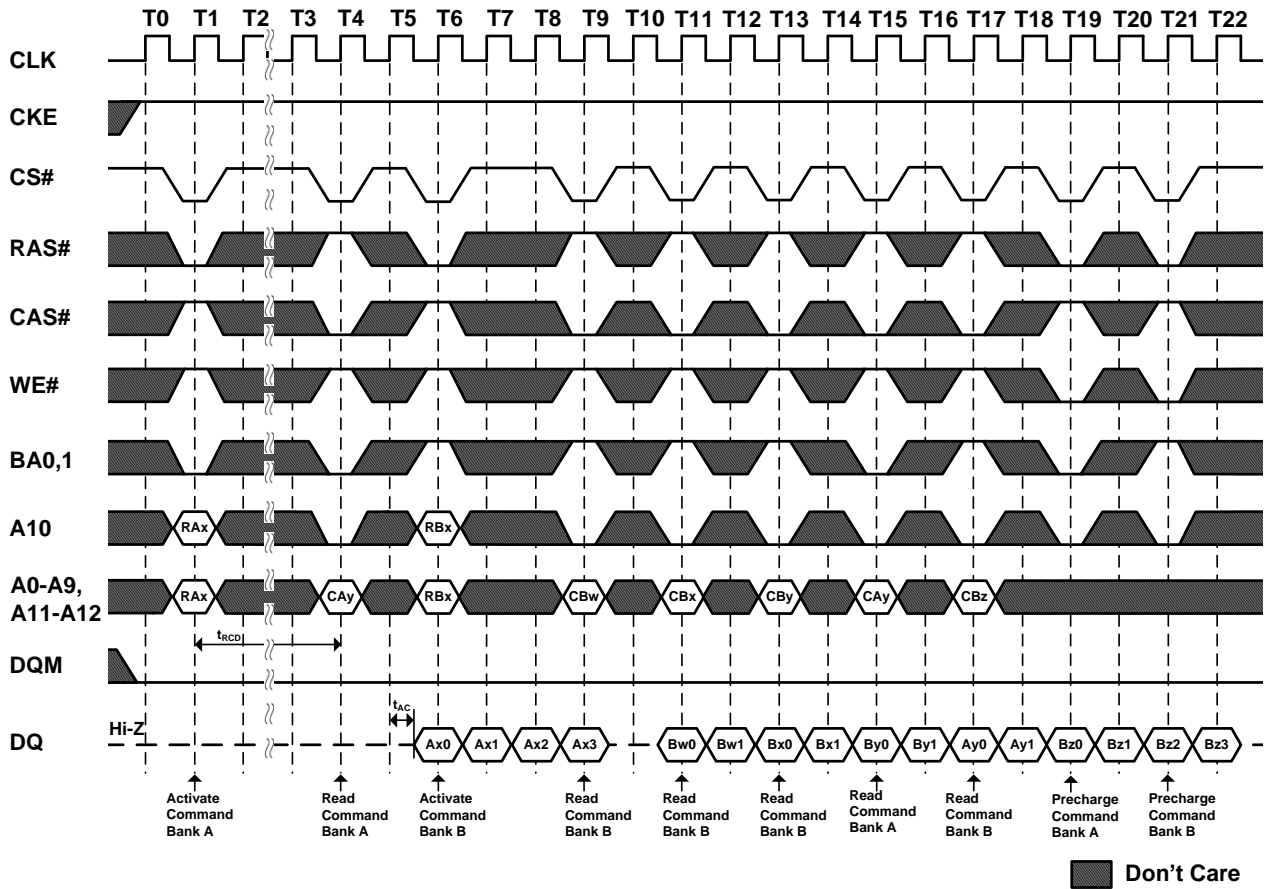 T0 T1 T2 T3 T4 T5 T6 T7 T8 T9 T10 T11 T12 T13 T14 T15 T16 T17 T18 T19 T20 T21 T22
CLK
CKE
CS#
RAS#
CAS#
WE#
BA0,1
A10
RAx RBx
A0-A9,
A11-A12
RAx CAy RBx CBw CBx CBy CAy CBz
tRCD
DQM
tAC
Hi-Z
DQ
Ax0 Ax1 Ax2 Ax3 Bw0 Bw1 Bx0 Bx1 By0 By1 Ay0 Ay1 Bz0 Bz1 Bz2 Bz3
Activate
Command
Bank A
Read
Command
Bank A
Activate
Command
Bank B
Read
Command
Bank B
Read
Command
Bank B
Read
Command
Bank B
Read
Command
Bank A
Read
Command
Bank B
Precharge
Command
Bank A
Precharge
Command
Bank B
Don't Care